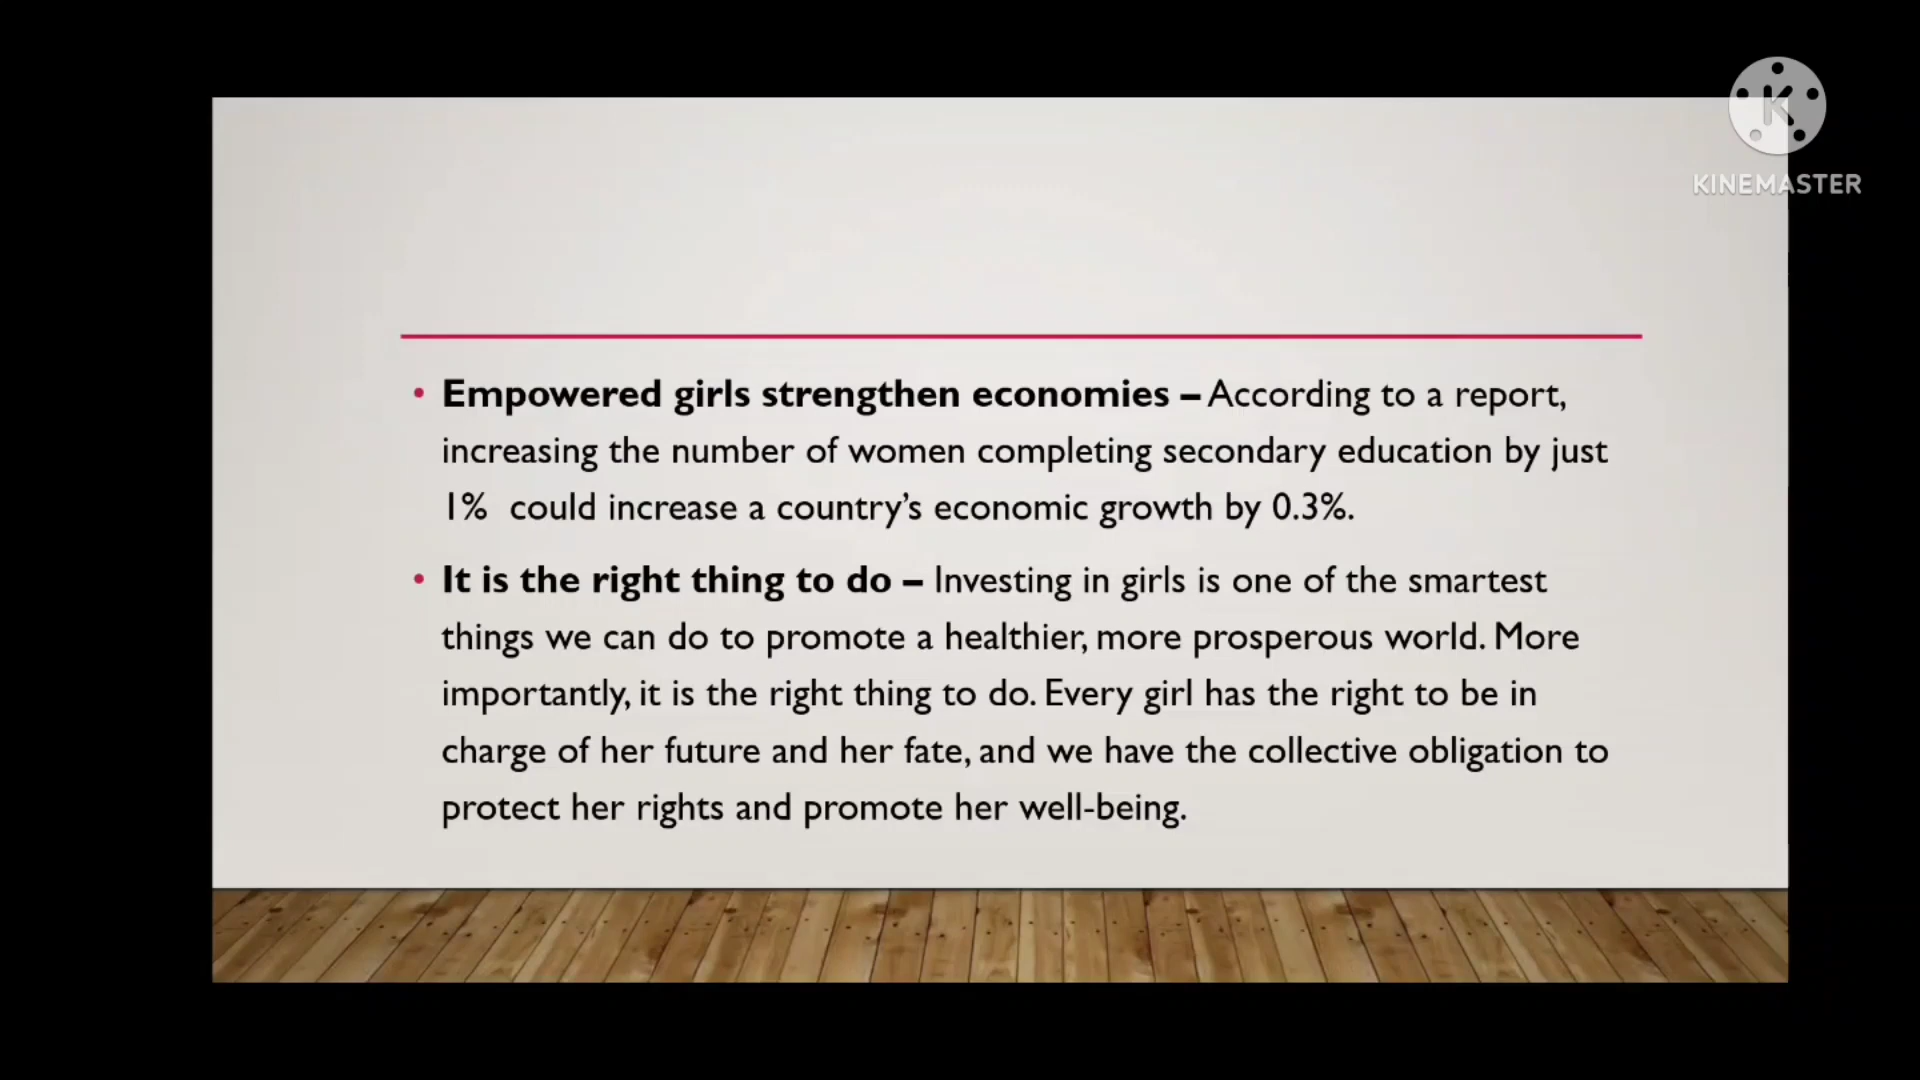 K
KINEMASTER
• Empowered girls strengthen economies – According to a report,
increasing the number of women completing secondary education by just
1% could increase a country’s economic growth by 0.3%.
• It is the right thing to do – Investing in girls is one of the smartest
things we can do to promote a healthier, more prosperous world. More
importantly, it is the right thing to do. Every girl has the right to be in
charge of her future and her fate, and we have the collective obligation to
protect her rights and promote her well-being.